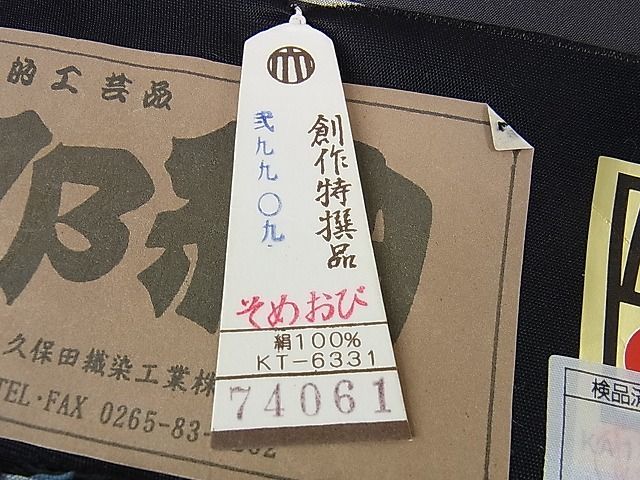 創作特撰品
弐九九〇九
そめおび
絹100%
KT-6331
74061
的工芸品
久保田織染工業株
TEL・FAX 0265-83-
検品済